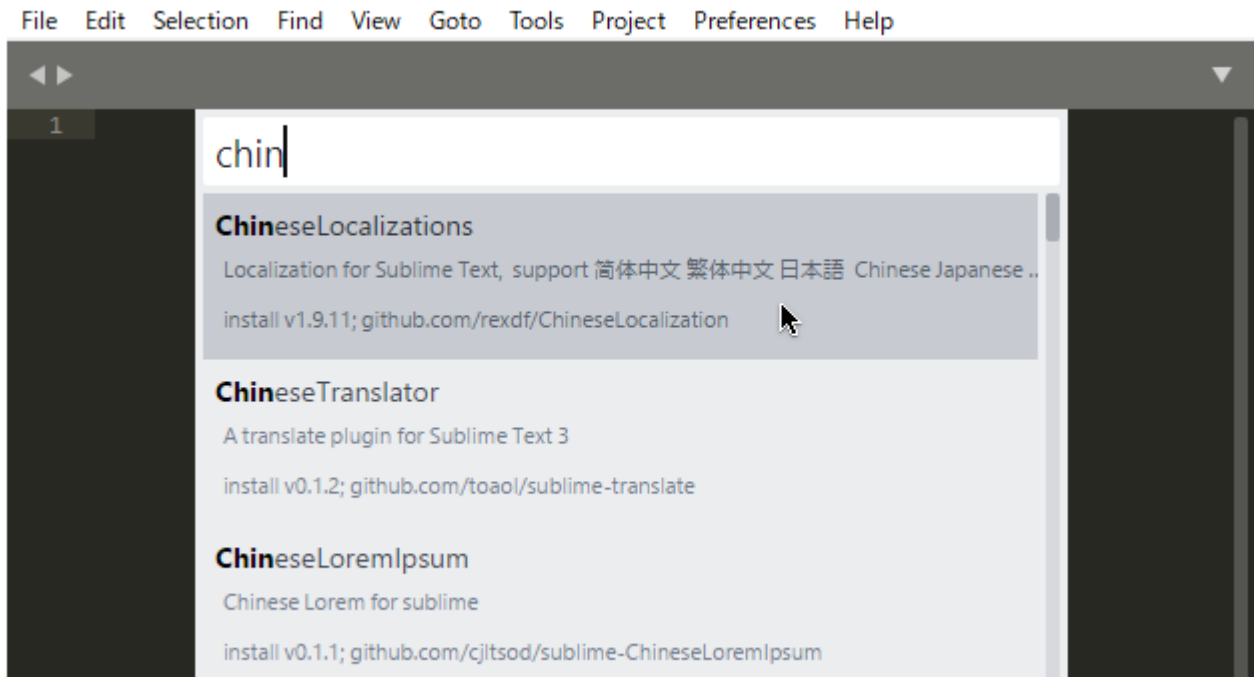 File Edit Selection Find View Goto Tools Project Preferences Help
1
chin
ChineseLocalizations
Localization for Sublime Text, support 简体中文 繁体中文 日本語 Chinese Japanese ..
install v1.9.11; github.com/rexdf/ChineseLocalization
ChineseTranslator
A translate plugin for Sublime Text 3
install v0.1.2; github.com/toaol/sublime-translate
ChineseLoremIpsum
Chinese Lorem for sublime
install v0.1.1; github.com/cjltsod/sublime-ChineseLoremIpsum